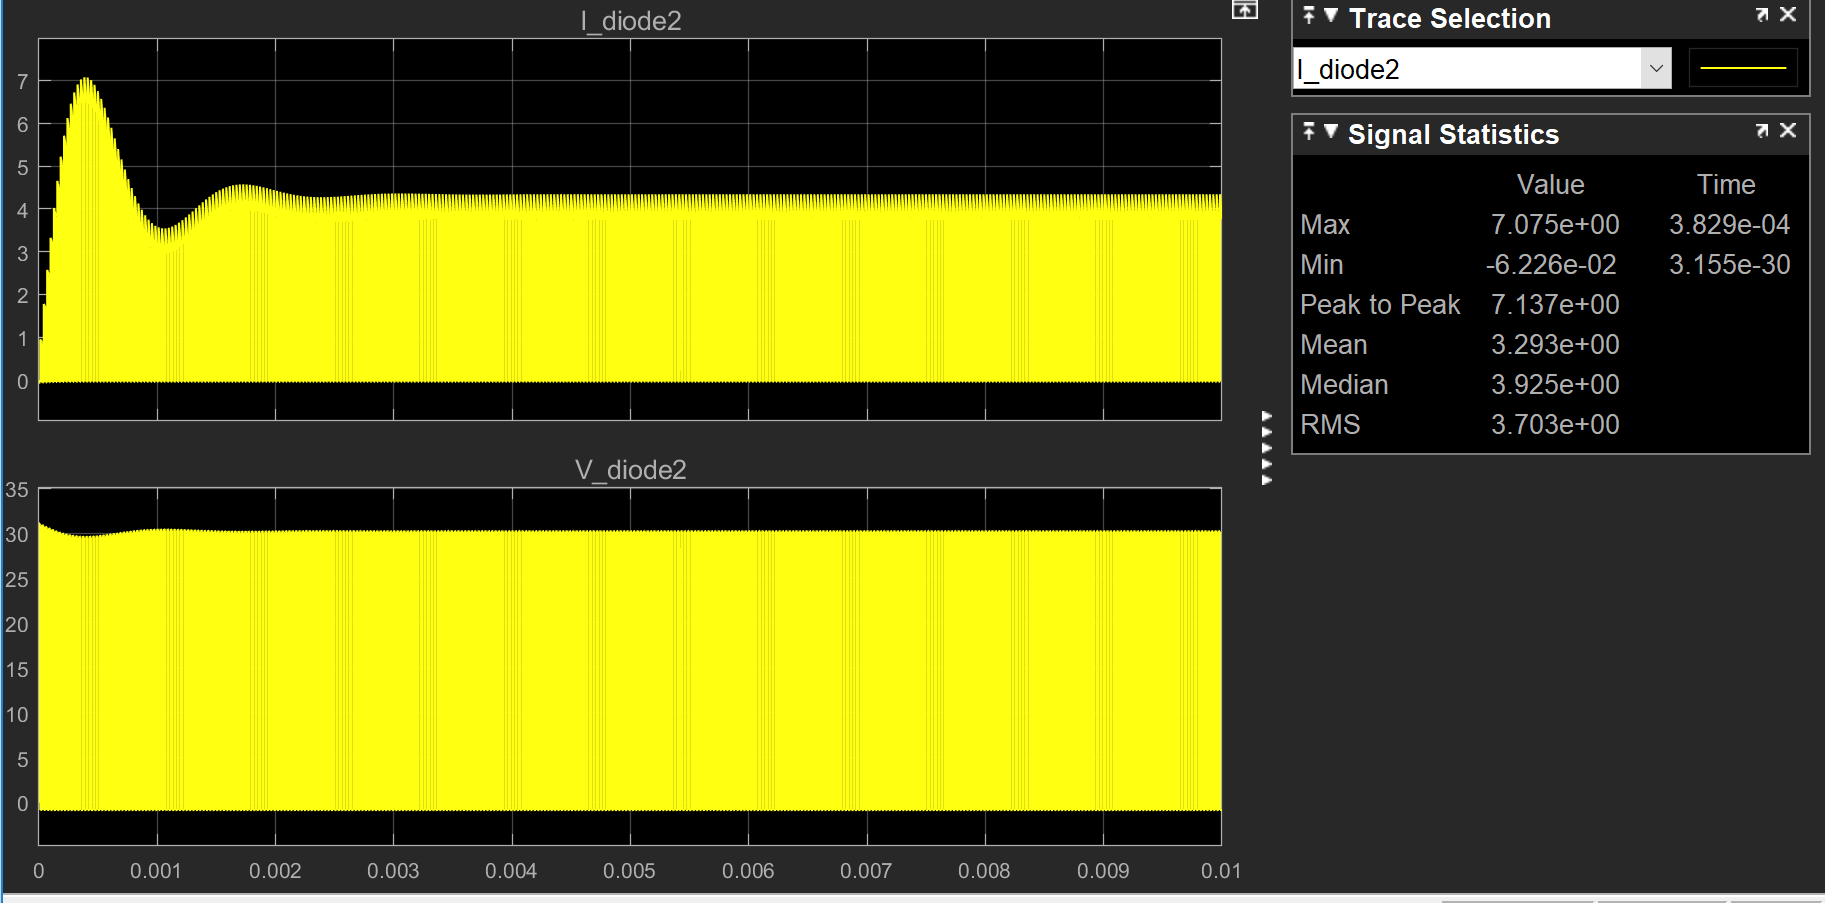 I_diode2
7
6
5
4
3
2
1
0
V_diode2
35
30
25
20
15
10
5
0
0 0.001 0.002 0.003 0.004 0.005 0.006 0.007 0.008 0.009 0.01
Trace Selection
I_diode2
Signal Statistics
Value Time
Max 7.075e+00 3.829e-04
Min -6.226e-02 3.155e-30
Peak to Peak 7.137e+00
Mean 3.293e+00
Median 3.925e+00
RMS 3.703e+00